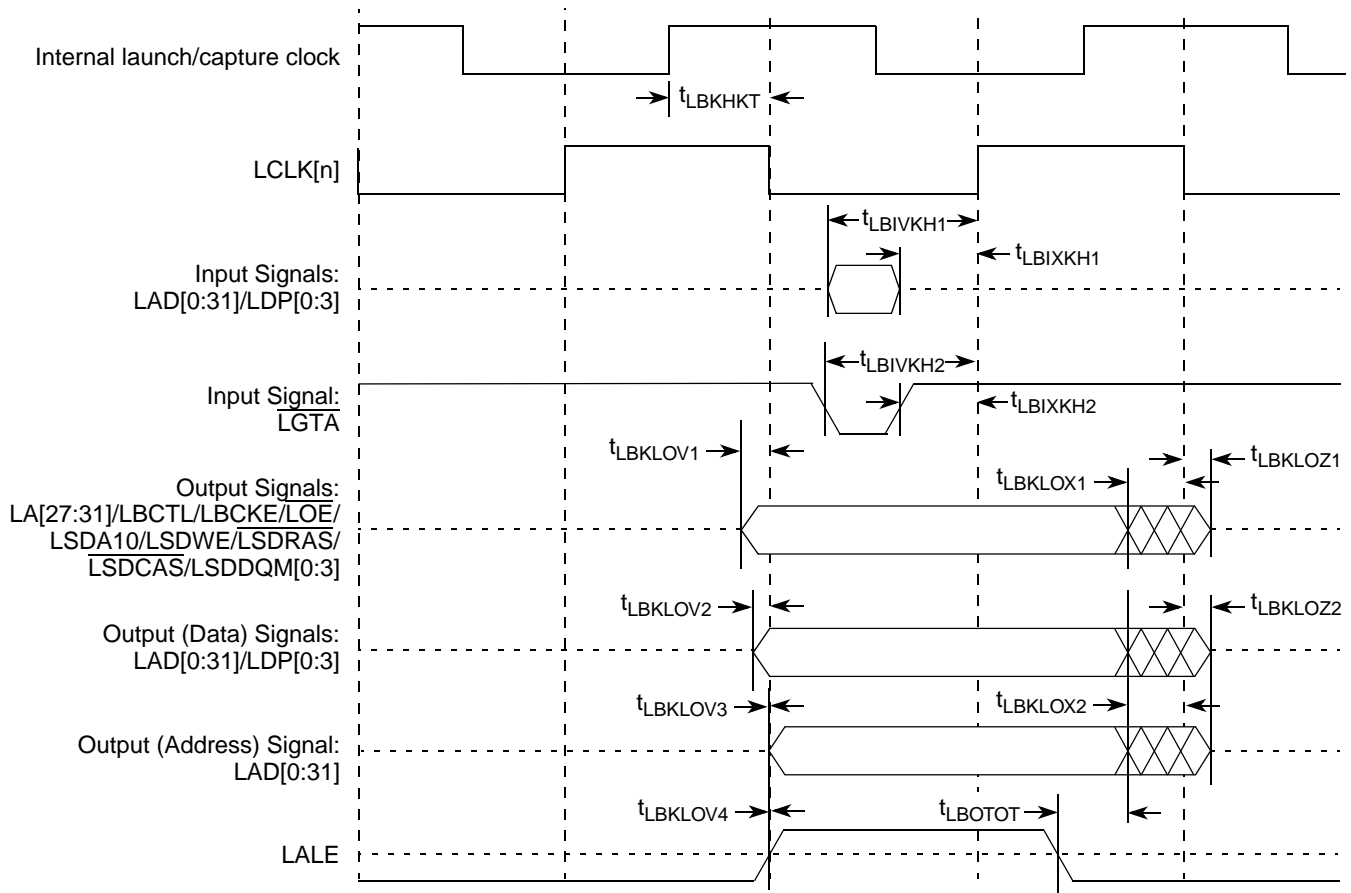 Internal launch/capture clock
tLBKHKT
LCLK[n]
tLBIVKH1
tLBIXKH1
Input Signals:
LAD[0:31]/LDP[0:3]
tLBIVKH2
Input Signal:
LGTA
tLBIXKH2
tLBKLOV1
tLBKLOZ1
tLBKLOX1
Output Signals:
LA[27:31]/LBCTL/LBCKE/LOE/
LSDA10/LSDWE/LSDRAS/
LSDCAS/LSDDQM[0:3]
tLBKLOV2
tLBKLOZ2
Output (Data) Signals:
LAD[0:31]/LDP[0:3]
tLBKLOV3
tLBKLOX2
Output (Address) Signal:
LAD[0:31]
tLBKLOV4
tLBOTOT
LALE